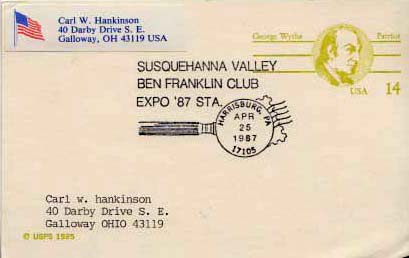 Carl W. Hankinson
40 Darby Drive S. E.
Galloway, OH 43119 USA
George Wythe Patriot
USA 14
SUSQUEHANNA VALLEY
BEN FRANKLIN CLUB
EXPO '87 STA.
HARRISBURG, PA
APR
25
1987
17105
Carl w. hankinson
40 Darby Drive S. E.
Galloway OHIO 43119
© USPS 1985